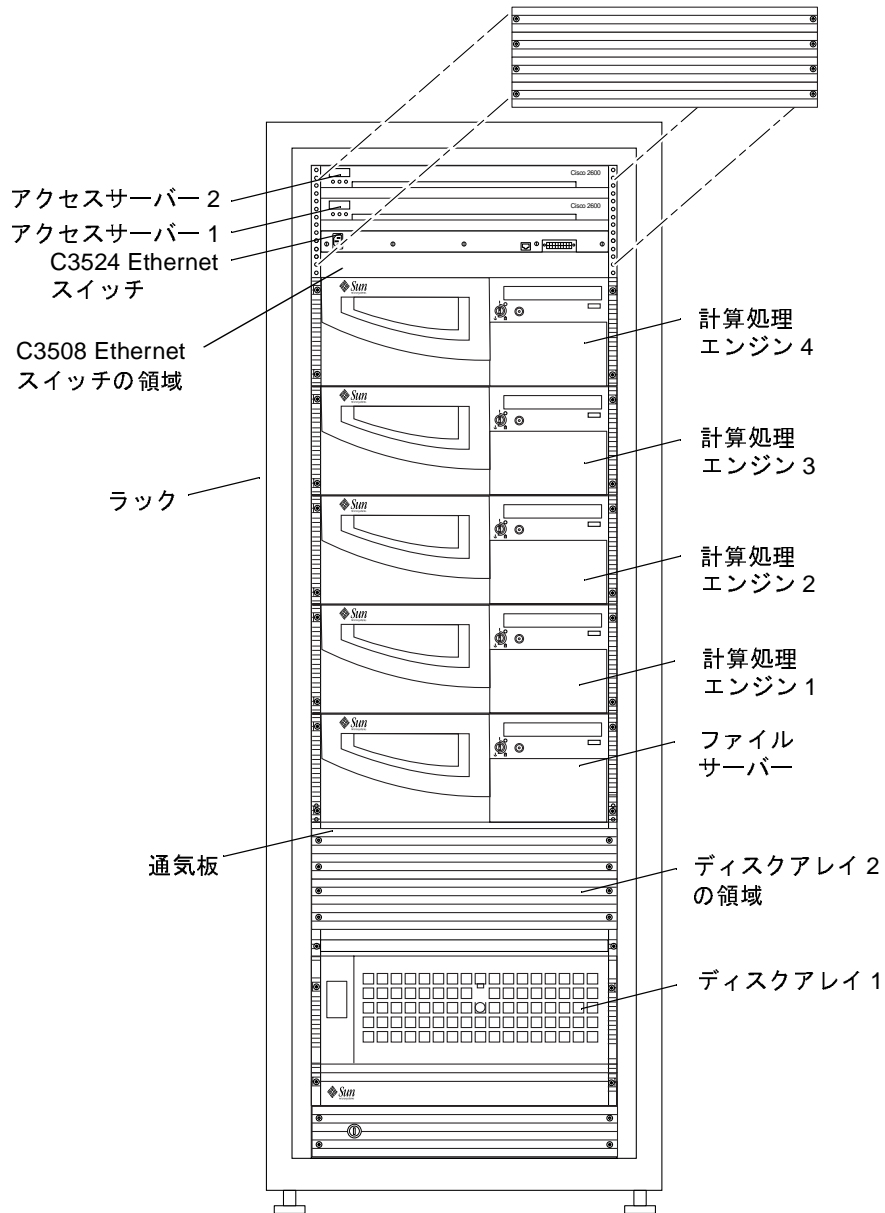 Cisco 2600
Cisco 2600
アクセスサーバー 2
アクセスサーバー 1
C3524 Ethernet
スイッチ
C3508 Ethernet
スイッチの領域
ラック
通気板
Sun
Sun
Sun
Sun
Sun
Sun
計算処理
エンジン 4
計算処理
エンジン 3
計算処理
エンジン 2
計算処理
エンジン 1
ファイル
サーバー
ディスクアレイ 2
の領域
ディスクアレイ 1